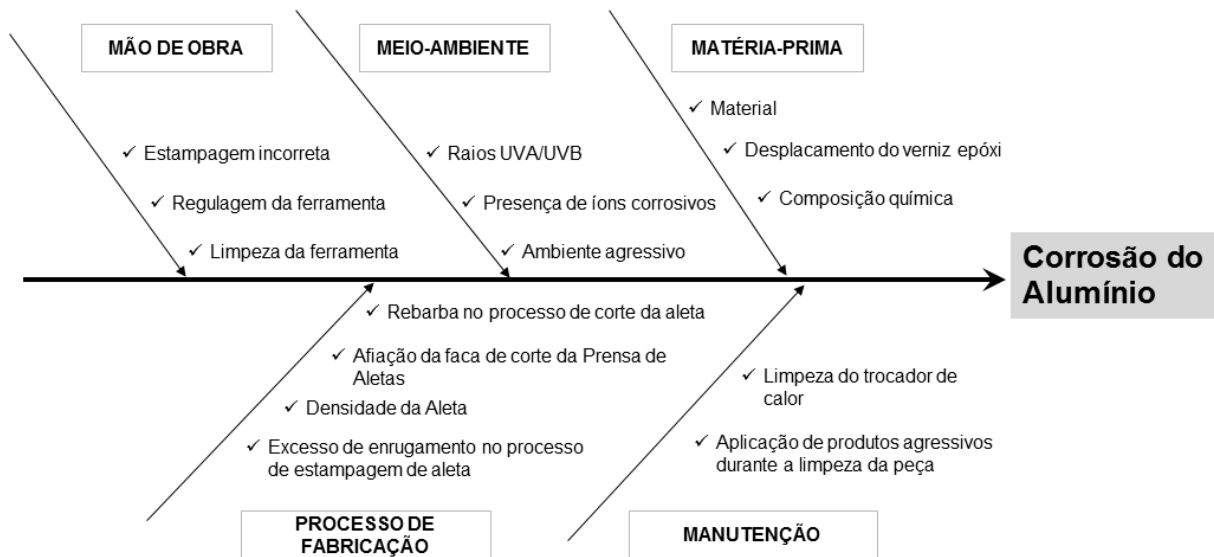 MÃO DE OBRA
MEIO-AMBIENTE
MATÉRIA-PRIMA
✓ Estampagem incorreta
✓ Regulagem da ferramenta
✓ Limpeza da ferramenta
✓ Raios UVA/UVB
✓ Presença de íons corrosivos
✓ Ambiente agressivo
✓ Material
✓ Desplacamento do verniz epóxi
✓ Composição química
Corrosão do
Alumínio
✓ Rebarba no processo de corte da aleta
✓ Afiação da faca de corte da Prensa de
Aletas
✓ Densidade da Aleta
✓ Excesso de enrugamento no processo
de estampagem de aleta
✓ Limpeza do trocador de
calor
✓ Aplicação de produtos agressivos
durante a limpeza da peça
PROCESSO DE
FABRICAÇÃO
MANUTENÇÃO